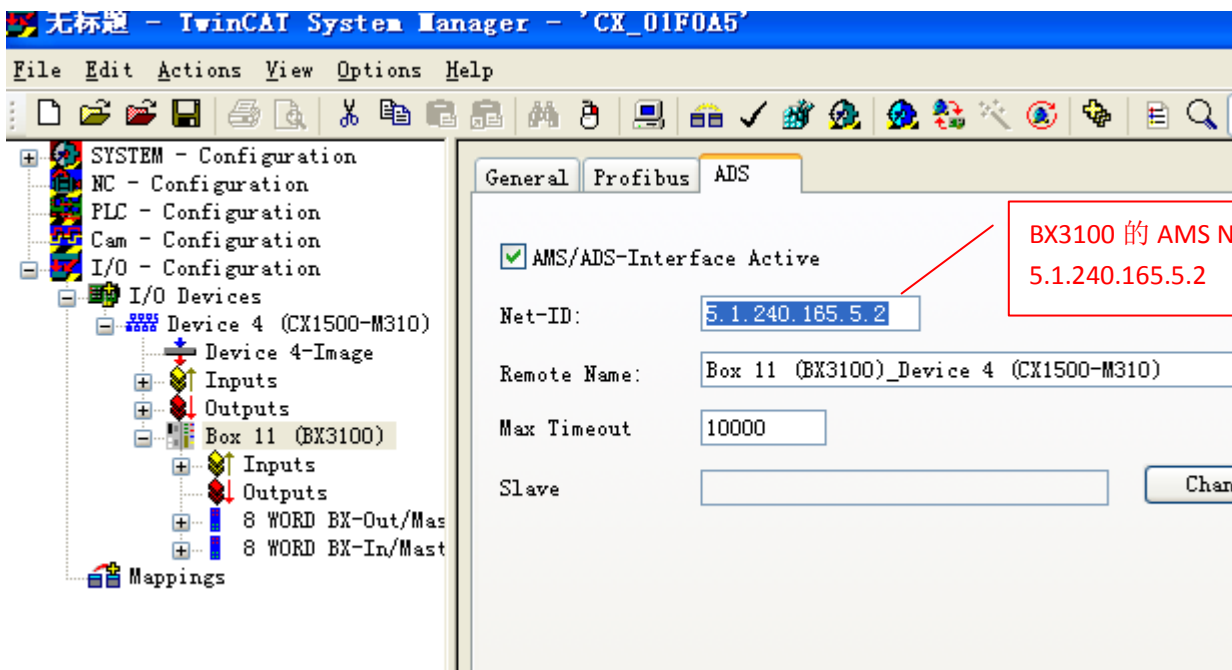 无标题 - TwinCAT System Manager - 'CX_01F0A5'
File Edit Actions View Options Help
SYSTEM - Configuration
NC - Configuration
PLC - Configuration
Cam - Configuration
I/O - Configuration
I/O Devices
Device 4 (CX1500-M310)
Device 4-Image
Inputs
Outputs
Box 11 (BX3100)
Inputs
Outputs
8 WORD BX-Out/Mas
8 WORD BX-In/Mast
Mappings
General Profibus ADS
AMS/ADS-Interface Active
Net-ID: 5.1.240.165.5.2
Remote Name: Box 11 (BX3100)_Device 4 (CX1500-M310)
Max Timeout 10000
Slave
Chan
BX3100 的 AMS N
5.1.240.165.5.2